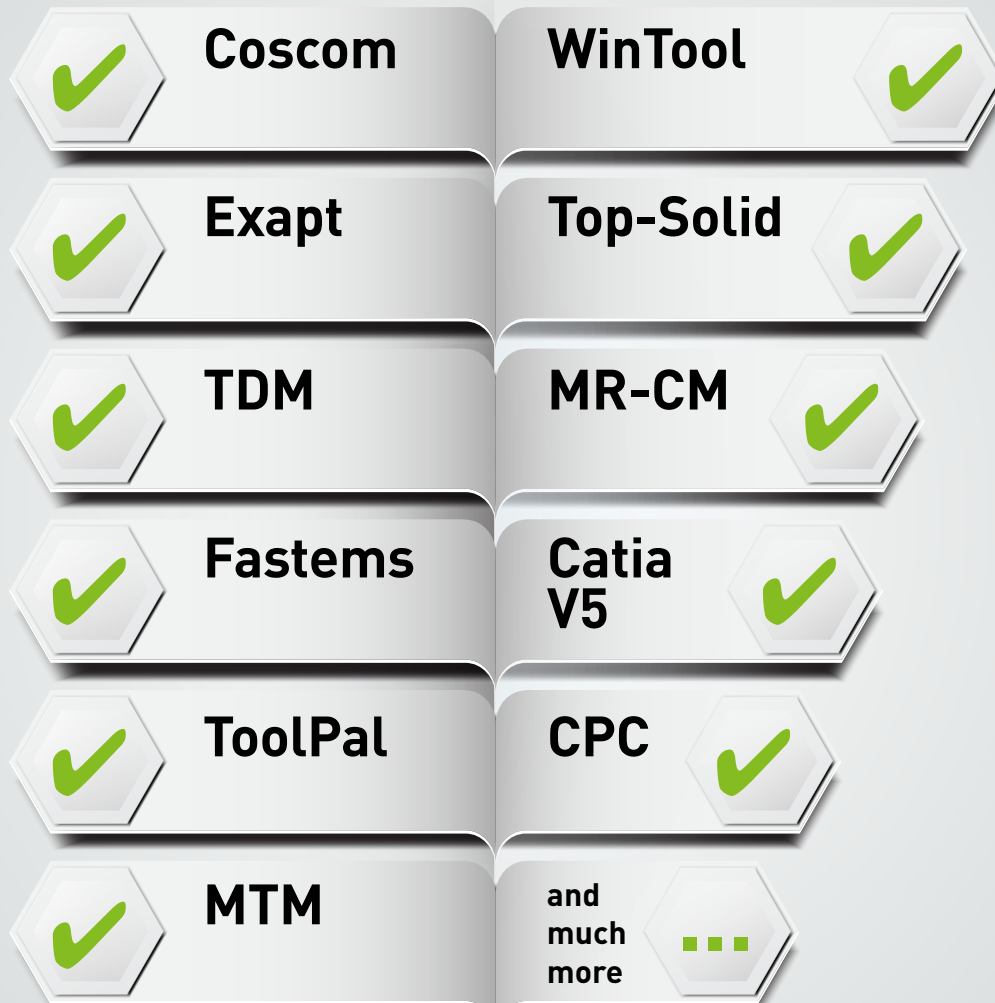 Coscom
WinTool
Exapt
Top-Solid
TDM
MR-CM
Fastems
Catia
V5
ToolPal
CPC
MTM
and
much
more